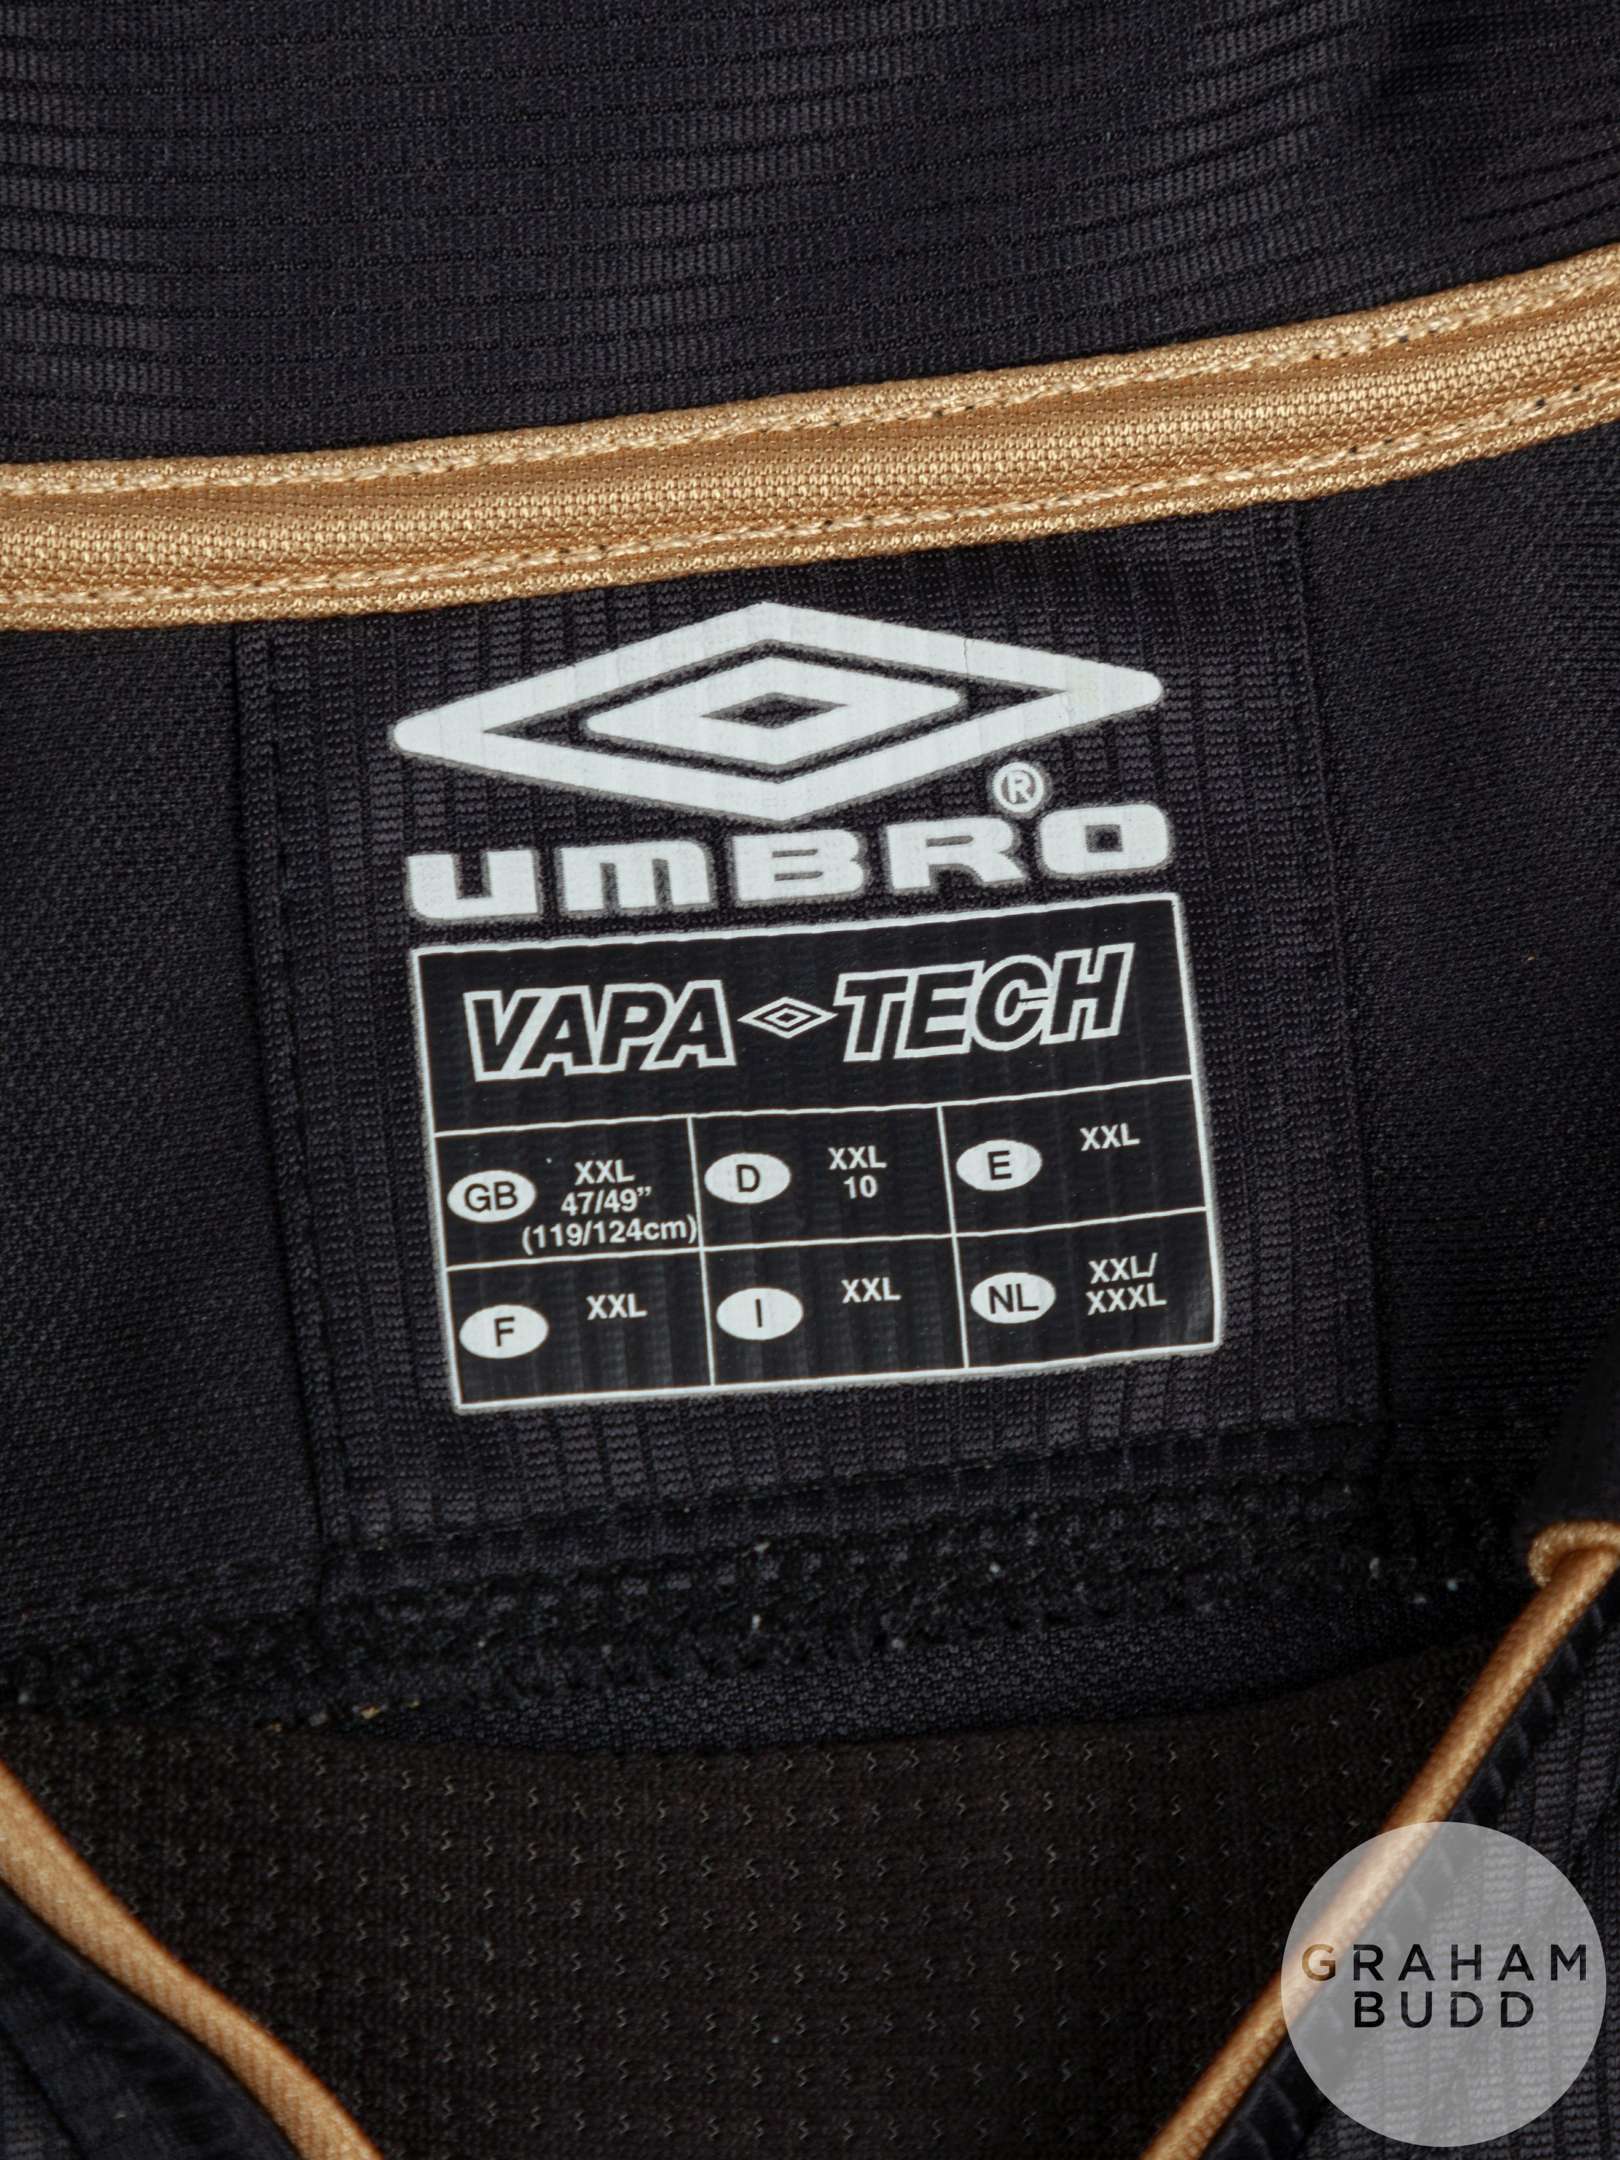 ®
UMBRO
VAPA TECH
GB XXL
47/49”
(119/124cm)
D XXL
10
E XXL
F XXL
I XXL
NL XXL/
XXXL
GRAHAM
BUDD